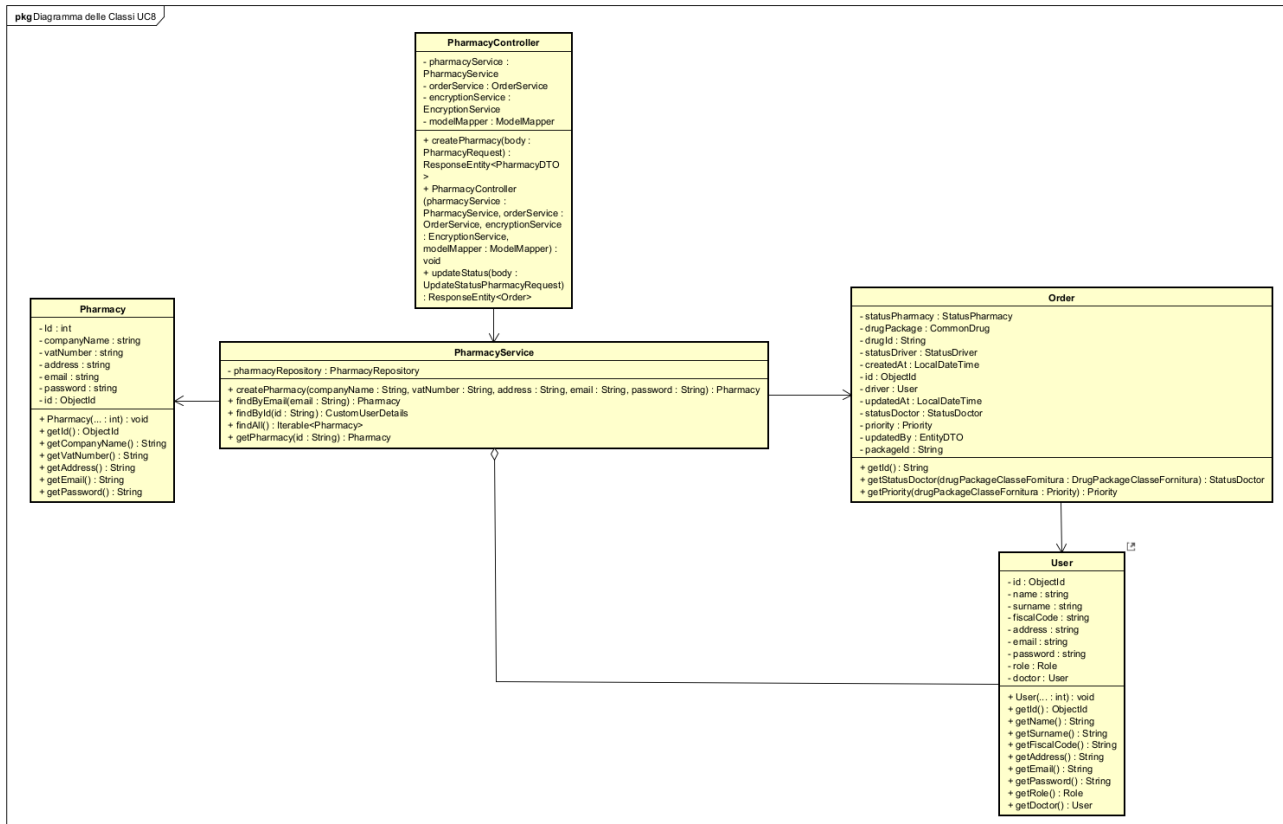 pkg Diagramma delle Classi UC8
PharmacyController
- pharmacyService :
PharmacyService
- orderService : OrderService
- encryptionService :
EncryptionService
- modelMapper : ModelMapper
+ createPharmacy(body :
PharmacyRequest) :
ResponseEntity<PharmacyDTO
>
+ PharmacyController
(pharmacyService :
PharmacyService, orderService :
OrderService, encryptionService
: EncryptionService,
modelMapper : ModelMapper) :
void
+ updateStatus(body :
UpdateStatusPharmacyRequest)
: ResponseEntity<Order>
Pharmacy
- Id : int
- companyName : string
- vatNumber : string
- address : string
- email : string
- password : string
- id : ObjectId
+ Pharmacy(... : int) : void
+ getId() : ObjectId
+ getCompanyName() : String
+ getVatNumber() : String
+ getAddress() : String
+ getEmail() : String
+ getPassword() : String
PharmacyService
- pharmacyRepository : PharmacyRepository
+ createPharmacy(companyName : String, vatNumber : String, address : String, email : String, password : String) : Pharmacy
+ findByEmail(email : String) : Pharmacy
+ findById(id : String) : CustomUserDetails
+ findAll() : Iterable<Pharmacy>
+ getPharmacy(id : String) : Pharmacy
Order
- statusPharmacy : StatusPharmacy
- drugPackage : CommonDrug
- drugId : String
- statusDriver : StatusDriver
- createdAt : LocalDateTime
- id : ObjectId
- driver : User
- updatedAt : LocalDateTime
- statusDoctor : StatusDoctor
- priority : Priority
- updatedBy : EntityDTO
- packageId : String
+ getId() : String
+ getStatusDoctor(drugPackageClasseFornitura : DrugPackageClasseFornitura) : StatusDoctor
+ getPriority(drugPackageClasseFornitura : Priority) : Priority
User
- id : ObjectId
- name : string
- surname : string
- fiscalCode : string
- address : string
- email : string
- password : string
- role : Role
- doctor : User
+ User(... : int) : void
+ getId() : ObjectId
+ getName() : String
+ getSurname() : String
+ getFiscalCode() : String
+ getAddress() : String
+ getEmail() : String
+ getPassword() : String
+ getRole() : Role
+ getDoctor() : User